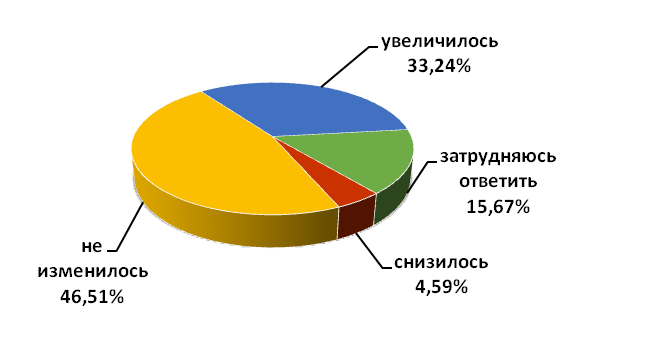 увеличилось
33,24%
затрудняюсь
ответить
15,67%
снизилось
4,59%
не
изменилось
46,51%